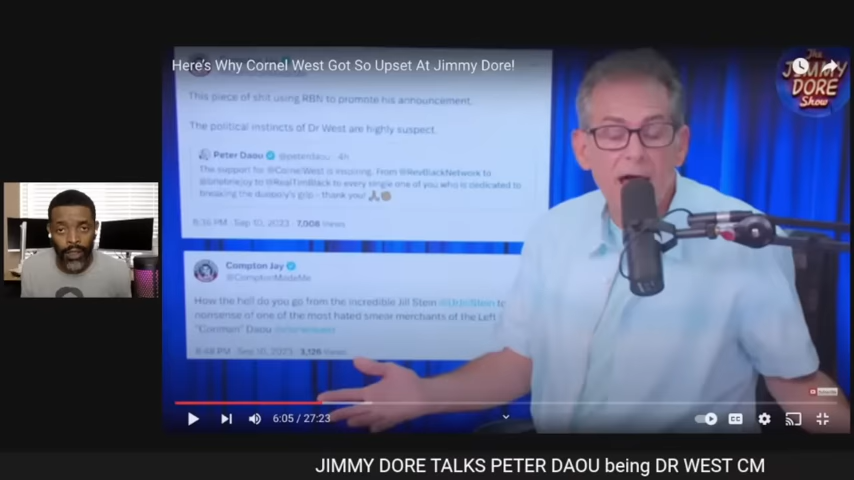 Here's Why Cornel West Got So Upset At Jimmy Dore!
The
JIMMY
DORE
Show
This piece of shit using RBN to promote his announcement.
The political instincts of Dr West are highly suspect.
Peter Daou @peterdaou · 4h
The support for @CornelWest is From @RevBlackNetwork to
to @RealTimBlack to every single one of you who is dedicated to
breaking the duopoly's grip - thank you!
6:36 PM · Sep 10, 2023 · 7,006 Views
Compton Jay
@ComptonMadeMe
How the hell do you go from the incredible Jill Stein @DrJillStein to
nonsense of one of the most hated smear merchants of the Left
"Conman" Daou
6:48 PM · Sep 10, 2023 · 3,126 Views
6:05 / 27:23
CC
JIMMY DORE TALKS PETER DAOU being DR WEST CM